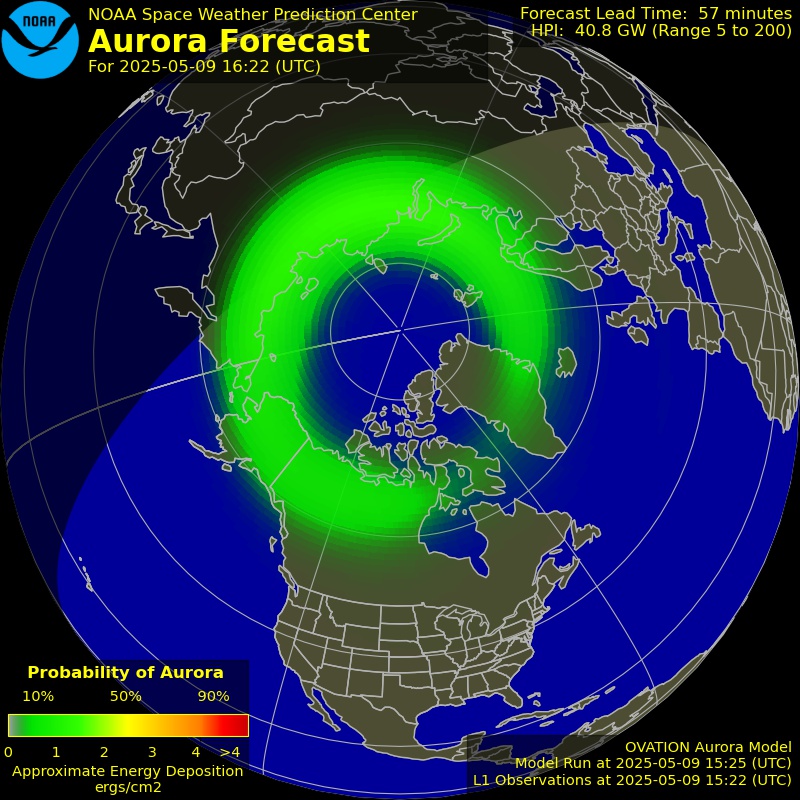 NOAA
NOAA Space Weather Prediction Center
Aurora Forecast
For 2025-05-09 16:22 (UTC)
Forecast Lead Time: 57 minutes
HPI: 40.8 GW (Range 5 to 200)
Probability of Aurora
10% 50% 90%
0 1 2 3 4 >4
Approximate Energy Deposition
ergs/cm2
OVATION Aurora Model
Model Run at 2025-05-09 15:25 (UTC)
L1 Observations at 2025-05-09 15:22 (UTC)